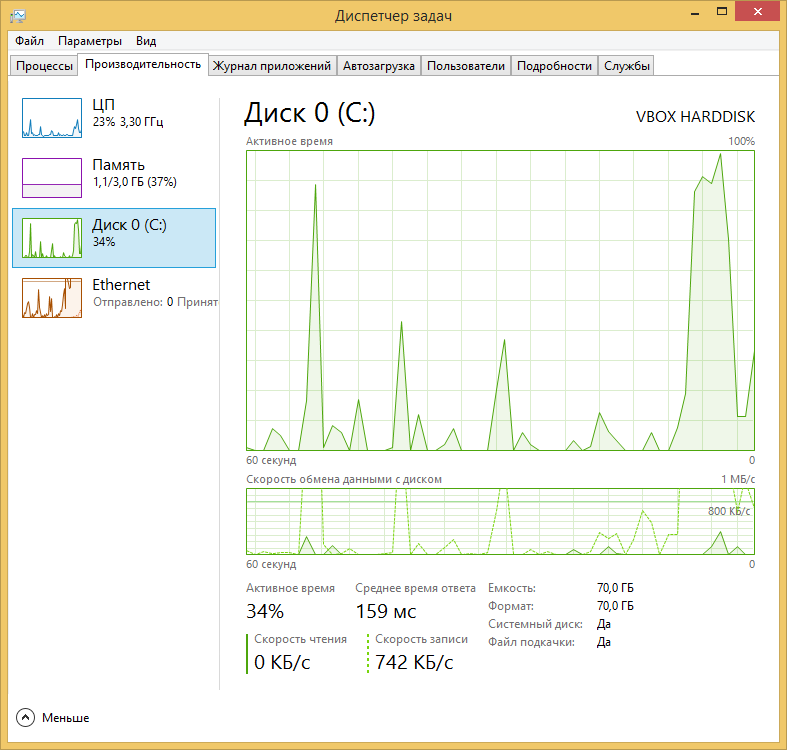 Диспетчер задач
Файл Параметры Вид
Процессы Производительность Журнал приложений Автозагрузка Пользователи Подробности Службы
ЦП
23% 3,30 ГГц
Память
1,1/3,0 ГБ (37%)
Диск 0 (C:)
34%
Ethernet
Отправлено: 0 Принят
Диск 0 (C:)
VBOX HARDDISK
Активное время 100%
60 секунд 0
Скорость обмена данными с диском 1 МБ/с
800 КБ/с
60 секунд 0
Активное время
34%
Среднее время ответа
159 мс
Скорость чтения
0 КБ/с
Скорость записи
742 КБ/с
Емкость: 70,0 ГБ
Формат: 70,0 ГБ
Системный диск: Да
Файл подкачки: Да
Меньше